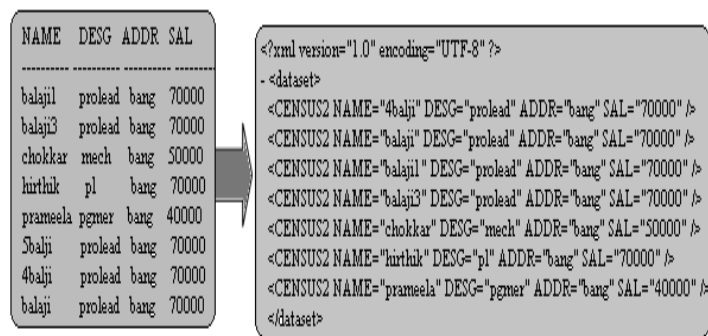 NAME DESG ADDR SAL
-------- -------- -------- --------
balaji1 prolead bang 70000
balaji3 prolead bang 70000
chokkar mech bang 50000
hirthik pl bang 70000
prameela pgmer bang 40000
5balji prolead bang 70000
4balji prolead bang 70000
balaji prolead bang 70000
<?xml version="1.0" encoding="UTF-8" ?>
- <dataset>
<CENSUS2 NAME="4balji" DESG="prolead" ADDR="bang" SAL="70000" />
<CENSUS2 NAME="balaji" DESG="prolead" ADDR="bang" SAL="70000" />
<CENSUS2 NAME="balaji1" DESG="prolead" ADDR="bang" SAL="70000" />
<CENSUS2 NAME="balaji3" DESG="prolead" ADDR="bang" SAL="70000" />
<CENSUS2 NAME="chokkar" DESG="mech" ADDR="bang" SAL="50000" />
<CENSUS2 NAME="hirthik" DESG="pl" ADDR="bang" SAL="70000" />
<CENSUS2 NAME="prameela" DESG="pgmer" ADDR="bang" SAL="40000" />
</dataset>